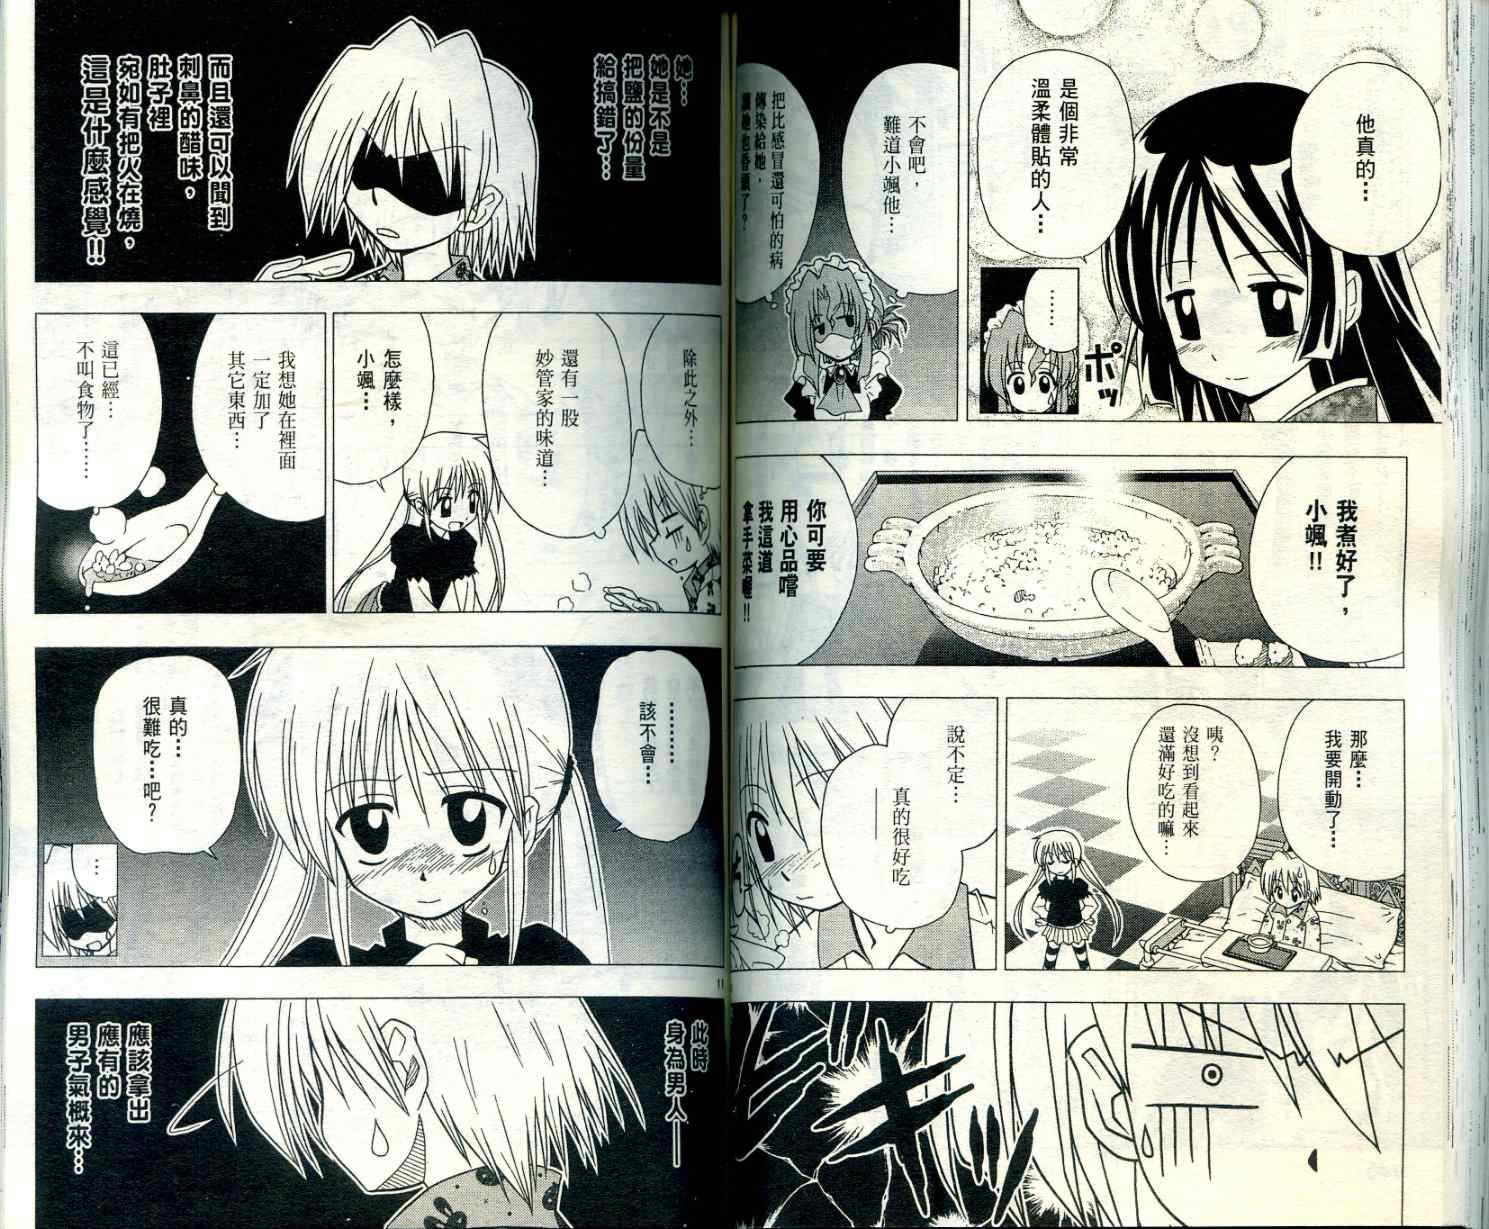 他真的…
是個非常
溫柔體貼的人…
……
ポッ
不會吧，
難道小颯他…
把比感冒還可怕的病
傳染給她，
讓她也昏頭了？
我煮好了，
小颯!!
你可要
用心品嚐
我這道
拿手菜喔!!
那麼…
我要開動了…
咦？
沒想到看起來
還滿好吃的嘛…
說不定…
真的很好吃
——
她…
她是不是
把鹽的份量
給搞錯了…
而且還可以聞到
刺鼻的醋味，
肚子裡
宛如有把火在燒，
這是什麼感覺!!
除此之外…
還有一股
妙管家的味道…
怎麼樣，
小颯…
我想她在裡面
一定加了
其它東西…
這已經…
不叫食物了……
………
該不會…
真的…
很難吃…吧？
…
11
此時
身為男人——
應該拿出
應有的
男子氣概來…